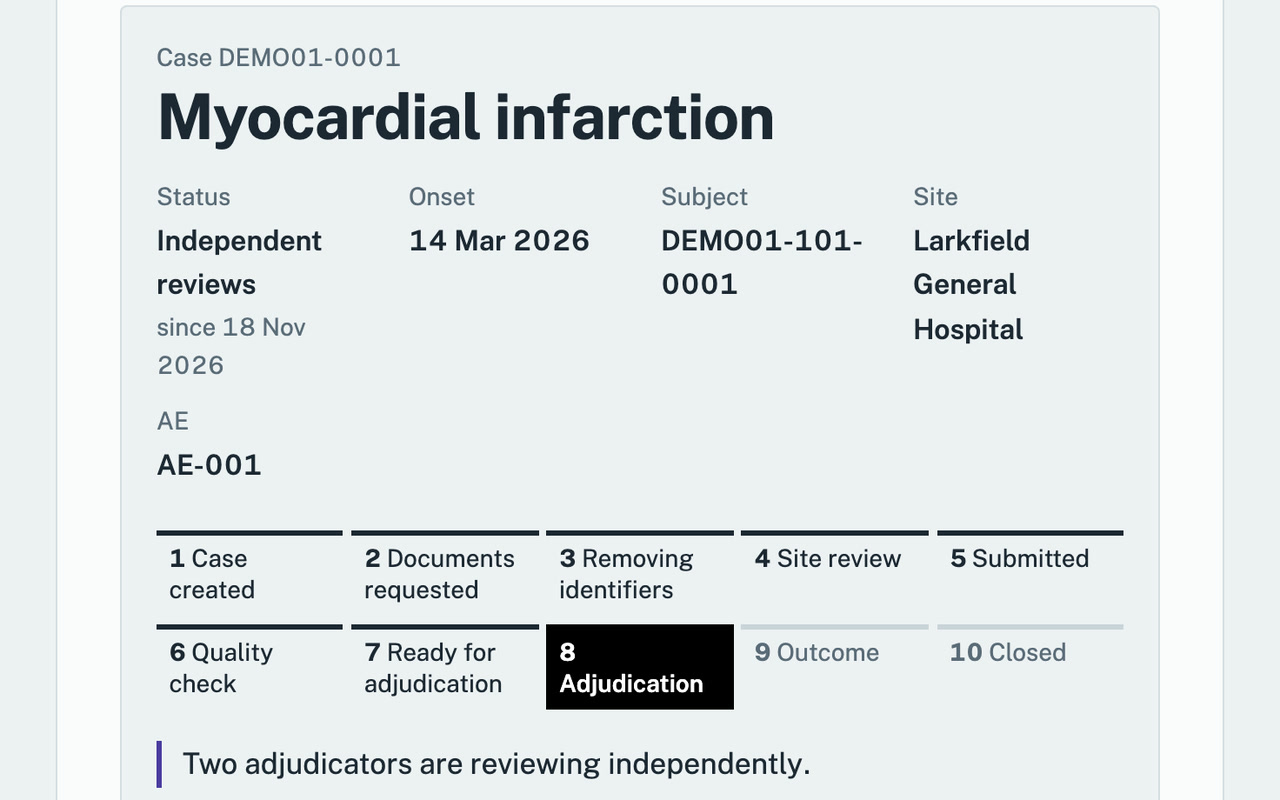 Case DEMO01-0001
Myocardial infarction
Status
Independent
reviews
since 18 Nov
2026
Onset
14 Mar 2026
Subject
DEMO01-101-
0001
Site
Larkfield
General
Hospital
AE
AE-001
1 Case
created
2 Documents
requested
3 Removing
identifiers
4 Site review
5 Submitted
6 Quality
check
7 Ready for
adjudication
8
Adjudication
9 Outcome
10 Closed
Two adjudicators are reviewing independently.